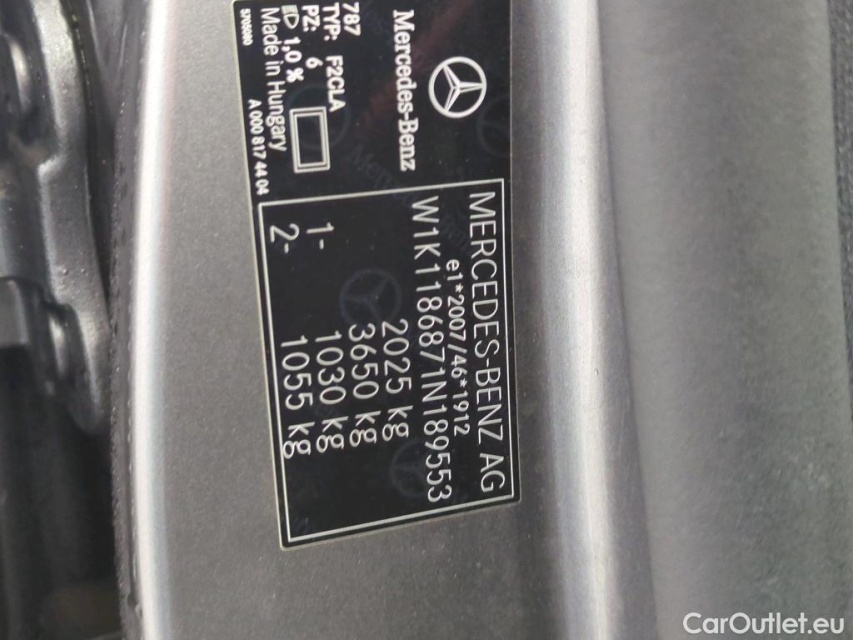 Mercedes-Benz
787
TYP: F2CLA
PZ: 6
1,0 %
Made in Hungary
5705080
A 000 817 44 04
MERCEDES-BENZ AG
e1*2007/46*1912
W1K1186871N189553
2025 kg
3650 kg
1- 1030 kg
2- 1055 kg
CarOutlet.eu